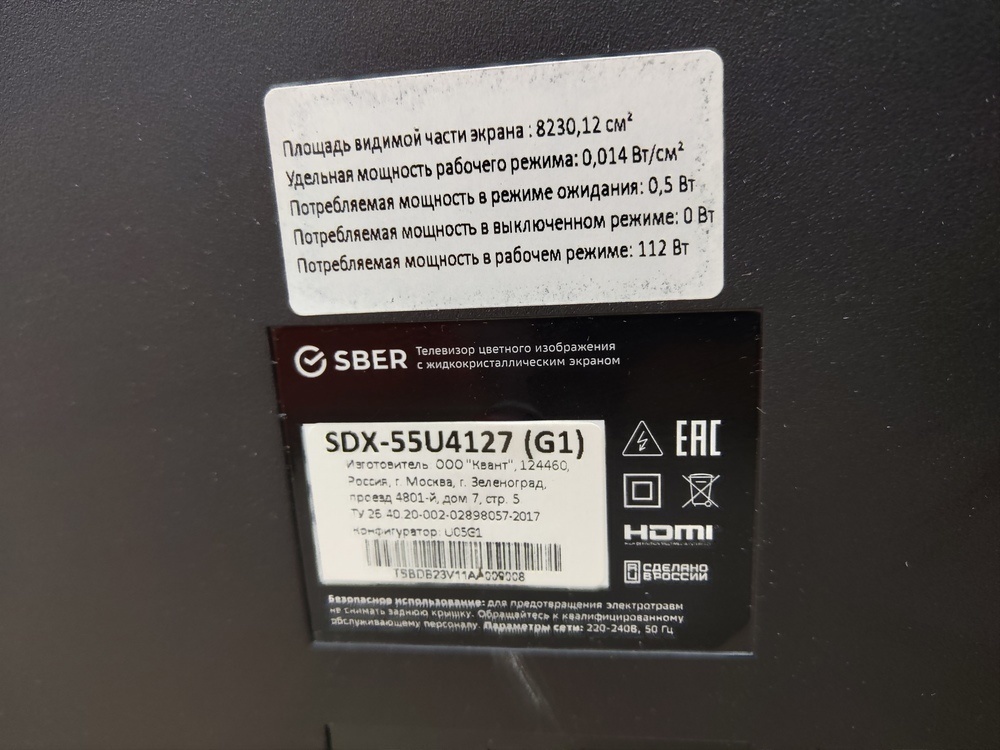 Площадь видимой части экрана : 8230,12 см²
Удельная мощность рабочего режима: 0,014 Вт/см²
Потребляемая мощность в режиме ожидания: 0,5 Вт
Потребляемая мощность в выключенном режиме: 0 Вт
Потребляемая мощность в рабочем режиме: 112 Вт
SBER
Телевизор цветного изображения
с жидкокристаллическим экраном
SDX-55U4127 (G1)
Изготовитель ООО "Квант", 124460,
Россия, г. Москва, г. Зеленоград,
проезд 4801-й, дом 7, стр. 5
ТУ 26.40.20-002-02898057-2017
Конфигуратор: U05G1
TSBDB23V11AA009008
EAC
HDMI
СДЕЛАНО
В РОССИИ
Безопасное использование: для предотвращения электротравм
не снимать заднюю крышку. Обращайтесь к квалифицированному
обслуживающему персоналу. Параметры сети: 220-240В, 50 Гц